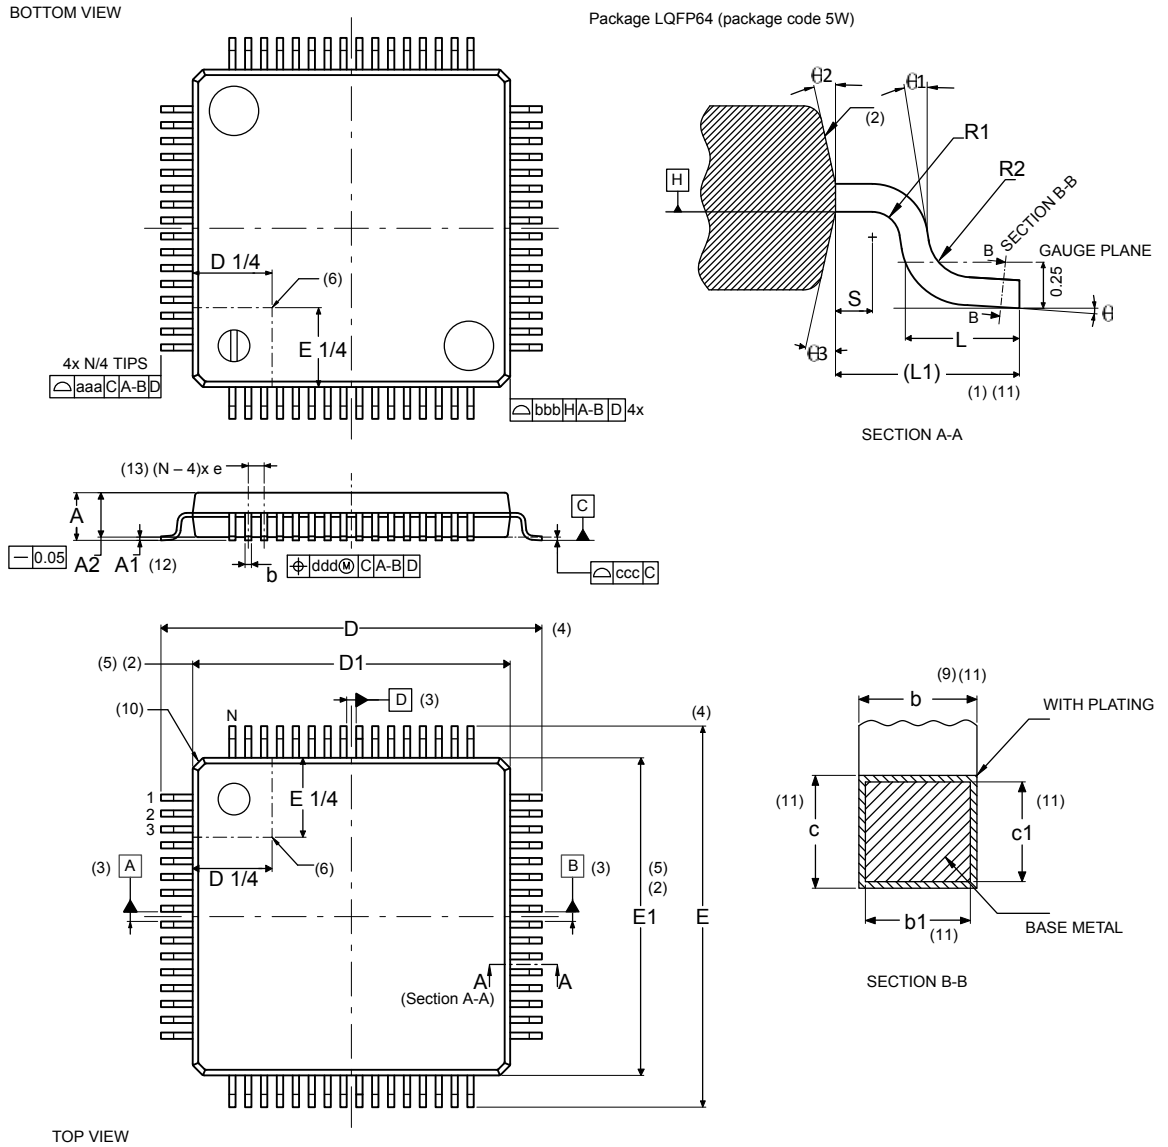 BOTTOM VIEW
Package LQFP64 (package code 5W)
D 1/4
(6)
E 1/4
4x N/4 TIPS
aaa C A-B D
bbb H A-B D 4x
θ2
θ1
(2)
R1
R2
H
SECTION B-B
B
GAUGE PLANE
0.25
S
B
θ
L
θ3
(L1)
(1) (11)
SECTION A-A
(13) (N – 4)x e
A
C
0.05
A2
A1
(12)
b
ddd Ⓜ C A-B D
ccc C
D
(4)
(5) (2)
D1
(10)
N
D
(3)
(4)
E 1/4
1
2
3
(3)
A
D 1/4
(6)
B
(3)
(5)
(2)
E1
E
A
A
(Section A-A)
(9) (11)
b
WITH PLATING
(11)
(11)
c
c1
b1
(11)
BASE METAL
SECTION B-B
TOP VIEW